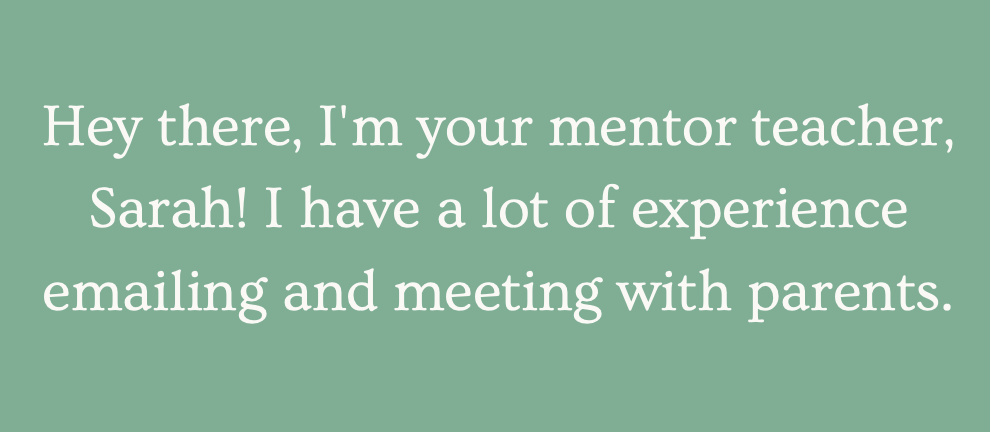 Hey there, I'm your mentor teacher,
Sarah! I have a lot of experience
emailing and meeting with parents.